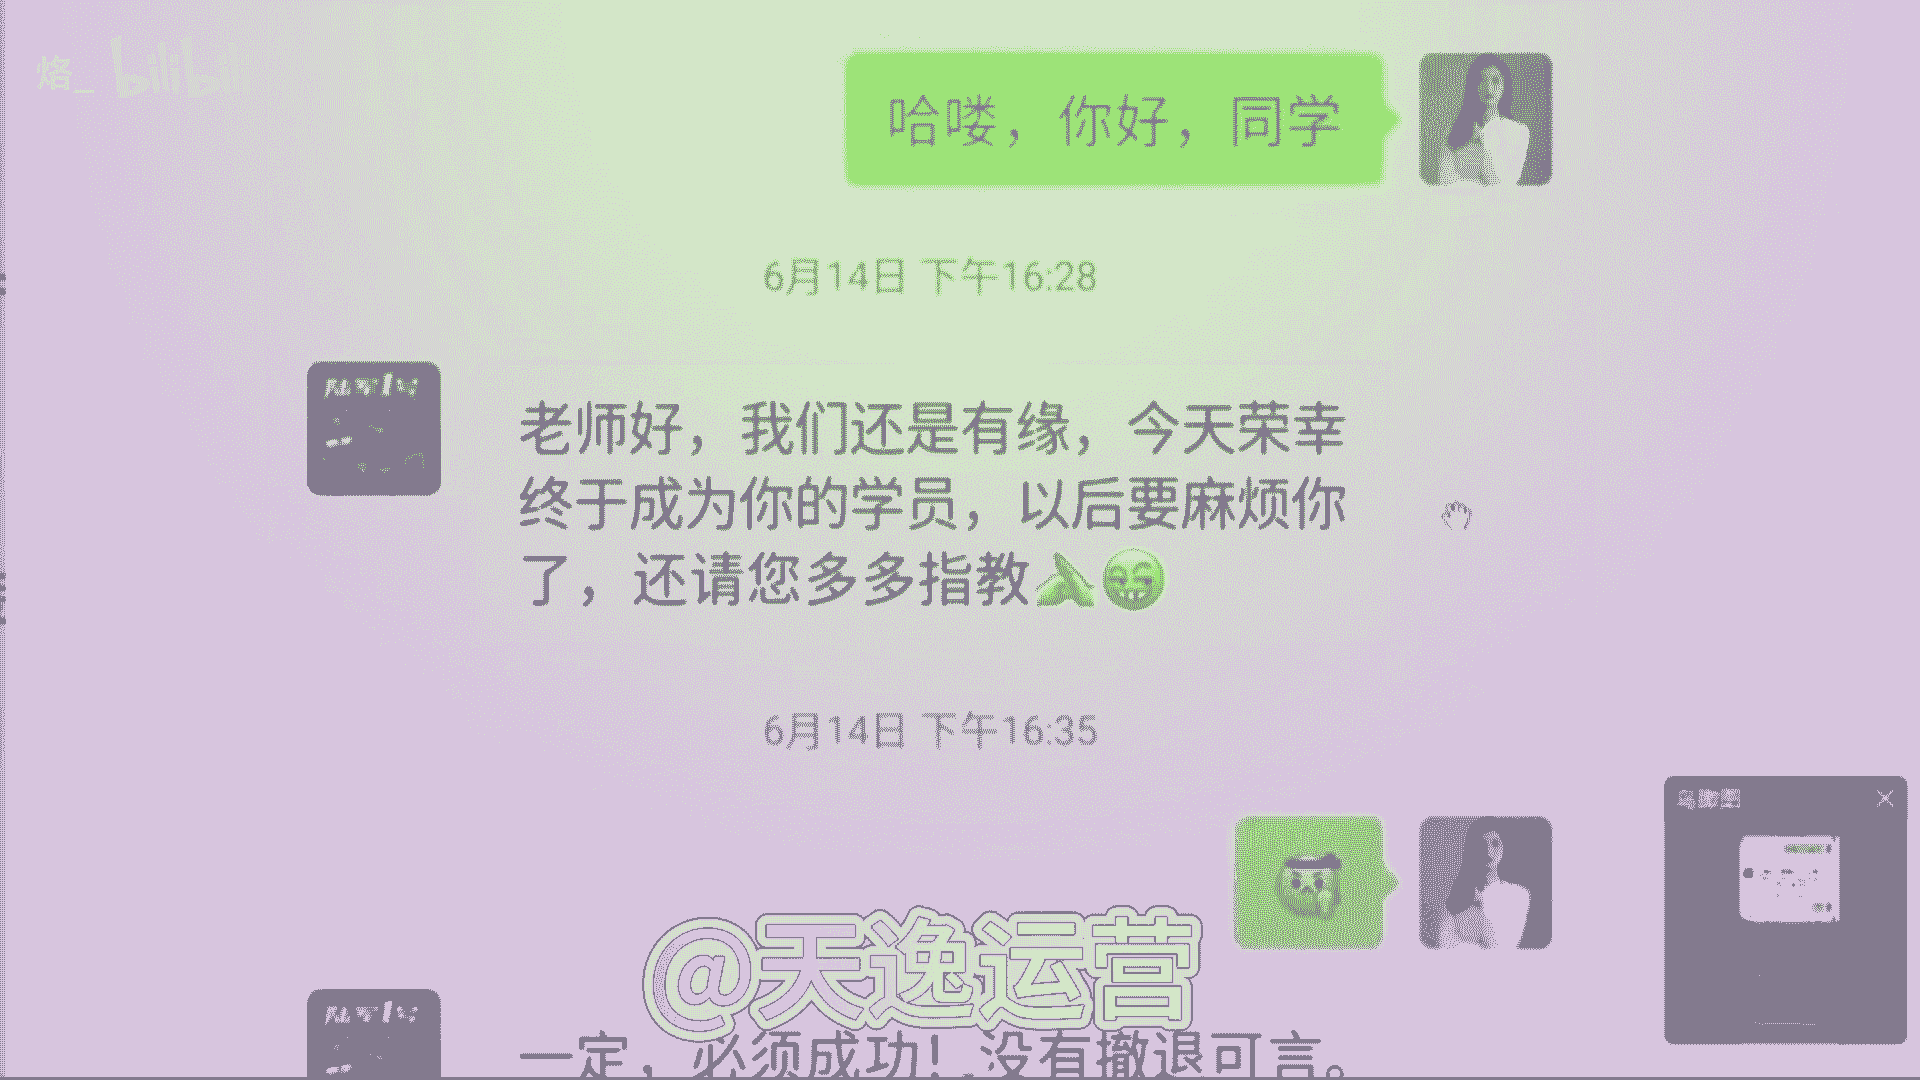 烙_ bilibili
哈喽，你好，同学
6月14日 下午16:28
老师好，我们还是有缘，今天荣幸
终于成为你的学员，以后要麻烦你
了，还请您多多指教
6月14日 下午16:35
鸟瞰图
@天逸运营
一定，必须成功！没有撤退可言。